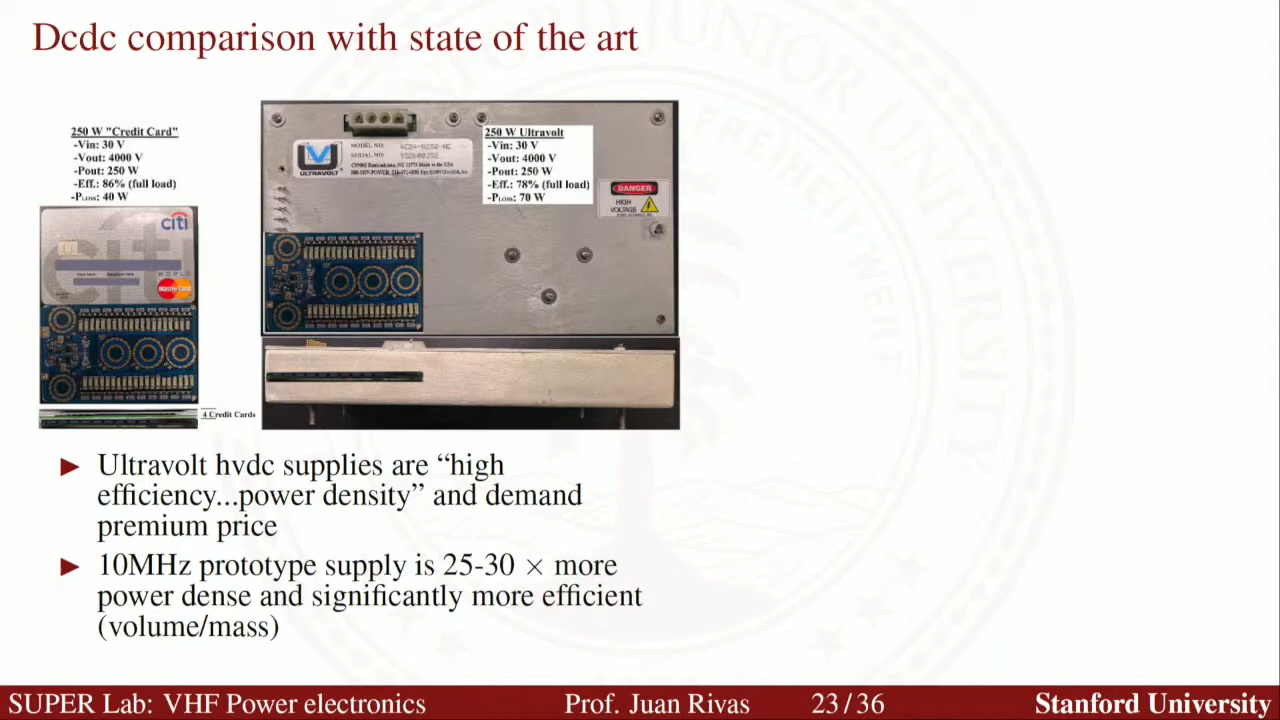 Dcdc comparison with state of the art
250 W "Credit Card"
-Vin: 30 V
-Vout: 4000 V
-Pout: 250 W
-Eff.: 86% (full load)
-PLOSS: 40 W
citi
WORLD
MasterCard
4 Credit Cards
ULTRAVOLT
MODEL NO:
SERIAL NO:
250 W Ultravolt
-Vin: 30 V
-Vout: 4000 V
-Pout: 250 W
-Eff.: 78% (full load)
-PLOSS: 70 W
DANGER
HIGH
VOLTAGE
▶ Ultravolt hvdc supplies are “high
efficiency...power density” and demand
premium price
▶ 10MHz prototype supply is 25-30 × more
power dense and significantly more efficient
(volume/mass)
SUPER Lab: VHF Power electronics Prof. Juan Rivas 23 / 36 Stanford University